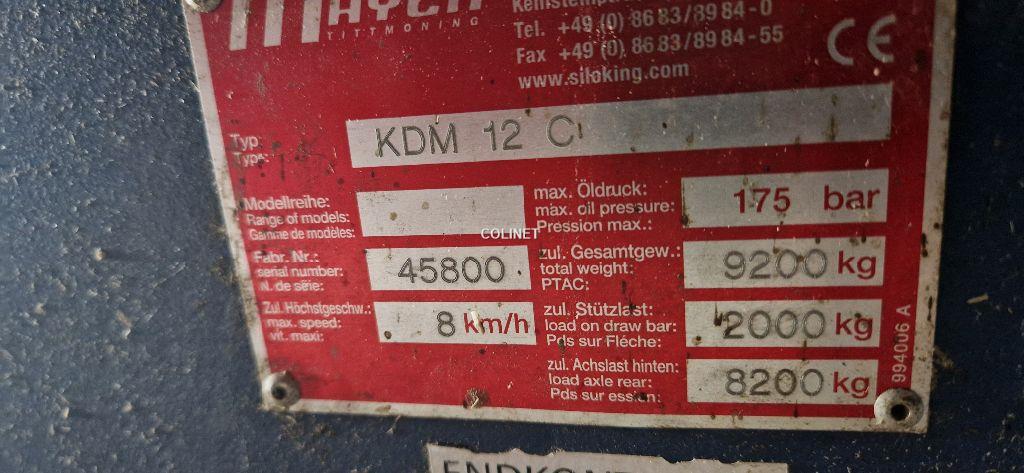 TITTMONING
Tel. +49 (0) 86 83/89 84-0
Fax +49 (0) 86 83/89 84-55
www.siloking.com
CE
Typ:
Type:
KDM 12 C
Modellreihe:
Range of models:
Gamme de modèles:
Fabr. Nr.:
serial number:
N. de série:
45800
Zul. Höchstgeschw.:
max. speed:
vit. maxi:
8 km/h
max. Öldruck:
max. oil pressure:
Pression max.:
175 bar
zul. Gesamtgew.:
total weight:
PTAC:
9200 kg
zul. Stützlast:
load on draw bar:
Pds sur Fléche:
2000 kg
zul. Achslast hinten:
load axle rear:
Pds sur essien:
8200 kg
994006 A
COLINET